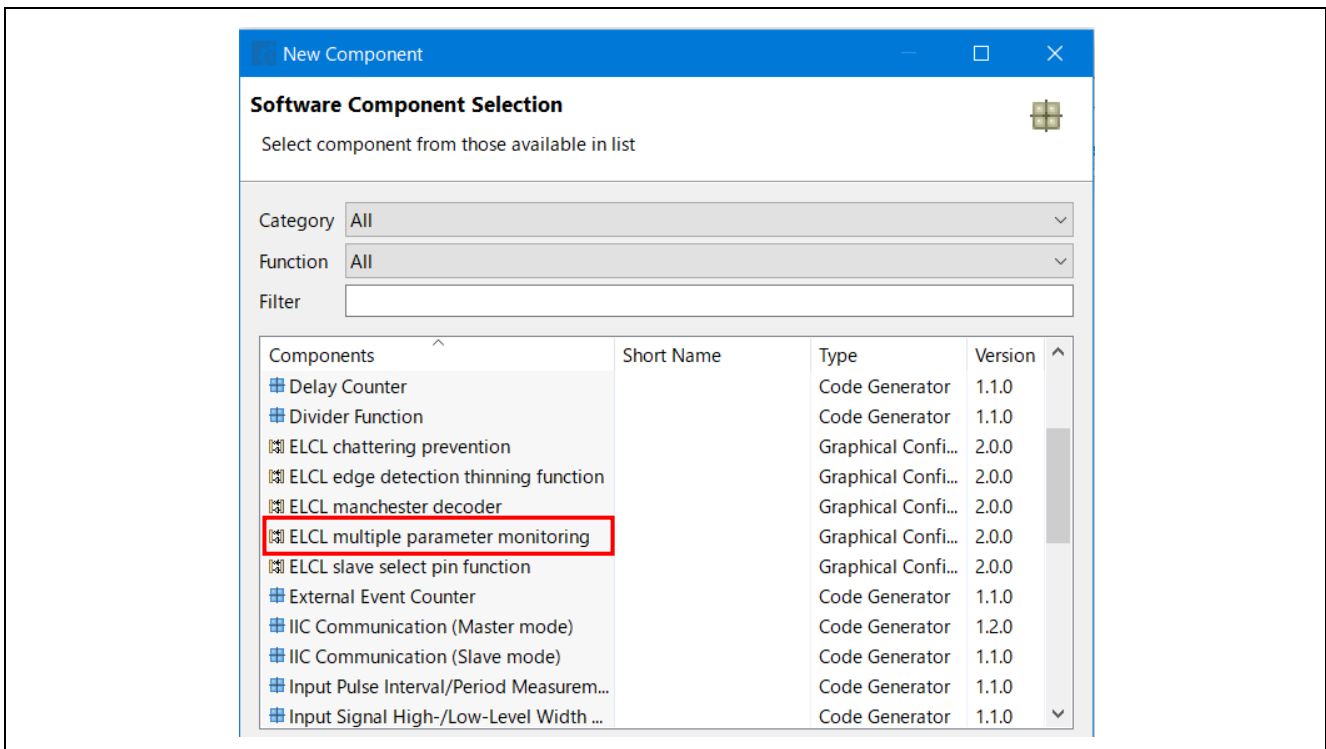 New Component
Software Component Selection
Select component from those available in list
Category All
Function All
Filter
Components Short Name Type Version
Delay Counter Code Generator 1.1.0
Divider Function Code Generator 1.1.0
ELCL chattering prevention Graphical Confi... 2.0.0
ELCL edge detection thinning function Graphical Confi... 2.0.0
ELCL manchester decoder Graphical Confi... 2.0.0
ELCL multiple parameter monitoring Graphical Confi... 2.0.0
ELCL slave select pin function Graphical Confi... 2.0.0
External Event Counter Code Generator 1.1.0
IIC Communication (Master mode) Code Generator 1.2.0
IIC Communication (Slave mode) Code Generator 1.1.0
Input Pulse Interval/Period Measurem... Code Generator 1.1.0
Input Signal High-/Low-Level Width ... Code Generator 1.1.0